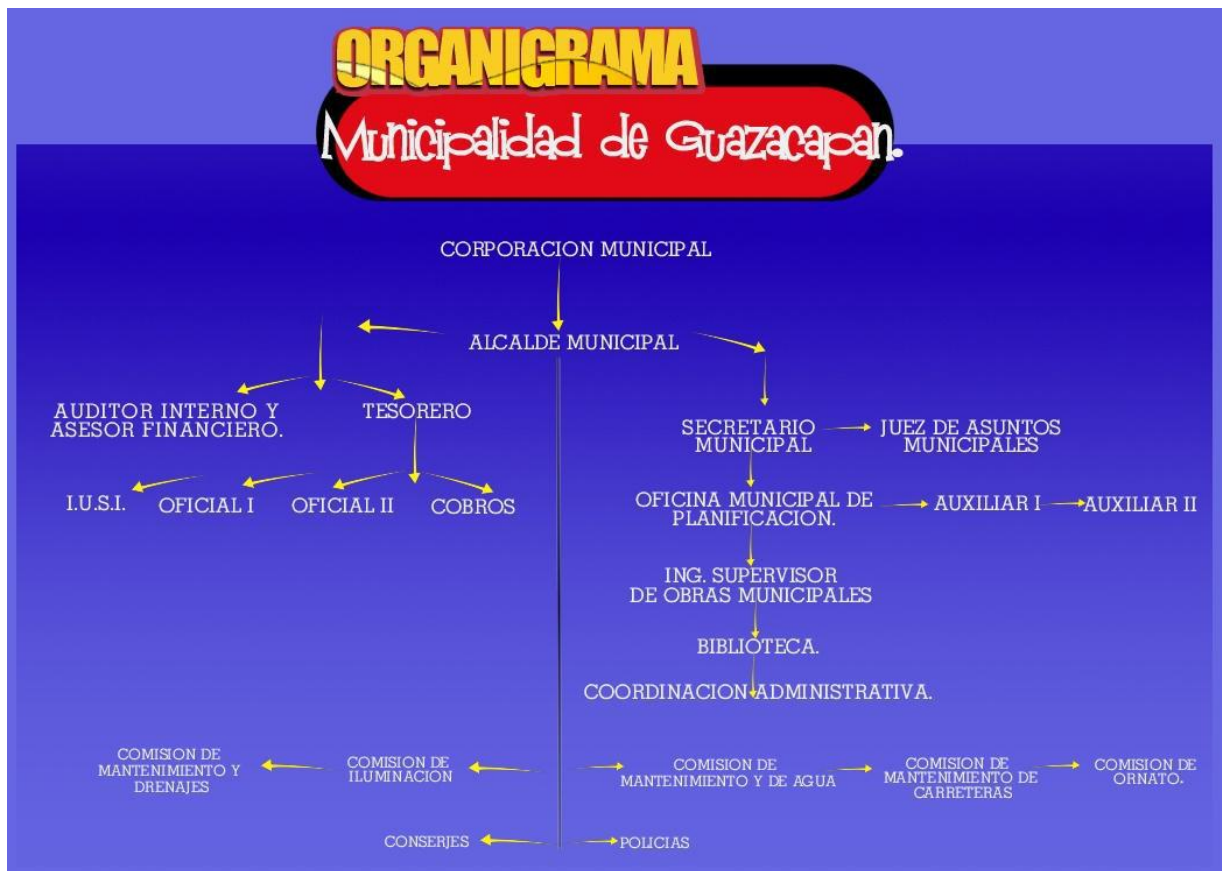 ORGANIGRAMA
Municipalidad de Guazacapan.
CORPORACION MUNICIPAL
ALCALDE MUNICIPAL
AUDITOR INTERNO Y
ASESOR FINANCIERO.
TESORERO
SECRETARIO
MUNICIPAL
JUEZ DE ASUNTOS
MUNICIPALES
I.U.S.I.
OFICIAL I
OFICIAL II
COBROS
OFICINA MUNICIPAL DE
PLANIFICACION.
AUXILIAR I
AUXILIAR II
ING. SUPERVISOR
DE OBRAS MUNICIPALES
BIBLIOTECA.
COORDINACION ADMINISTRATIVA.
COMISION DE
MANTENIMIENTO Y
DRENAJES
COMISION DE
ILUMINACION
COMISION DE
MANTENIMIENTO Y DE AGUA
COMISION DE
MANTENIMIENTO DE
CARRETERAS
COMISION DE
ORNATO.
CONSERJES
POLICIAS